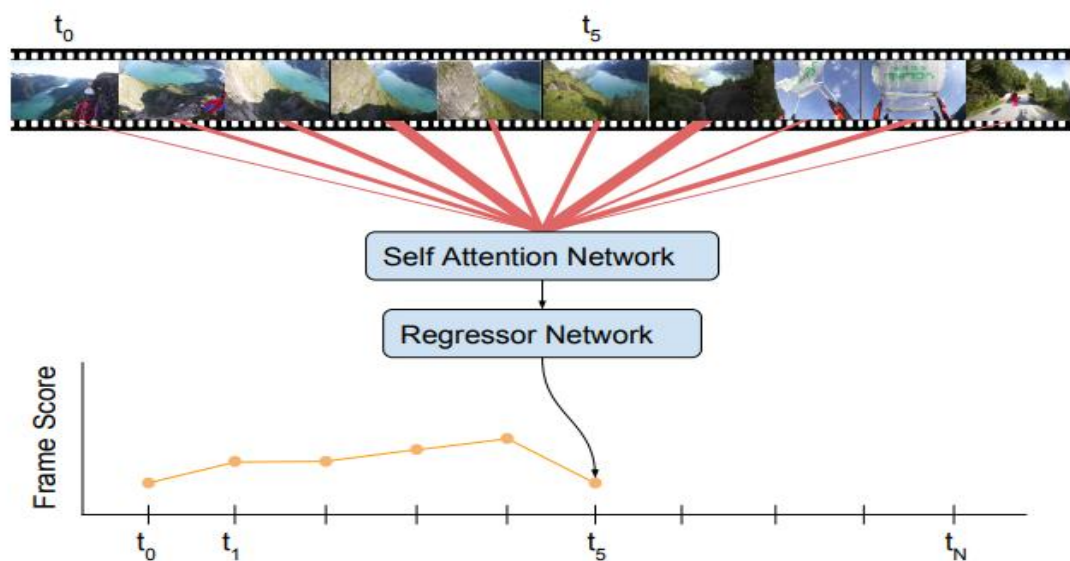 t0
t5
Self Attention Network
Regressor Network
Frame Score
t0
t1
t5
tN